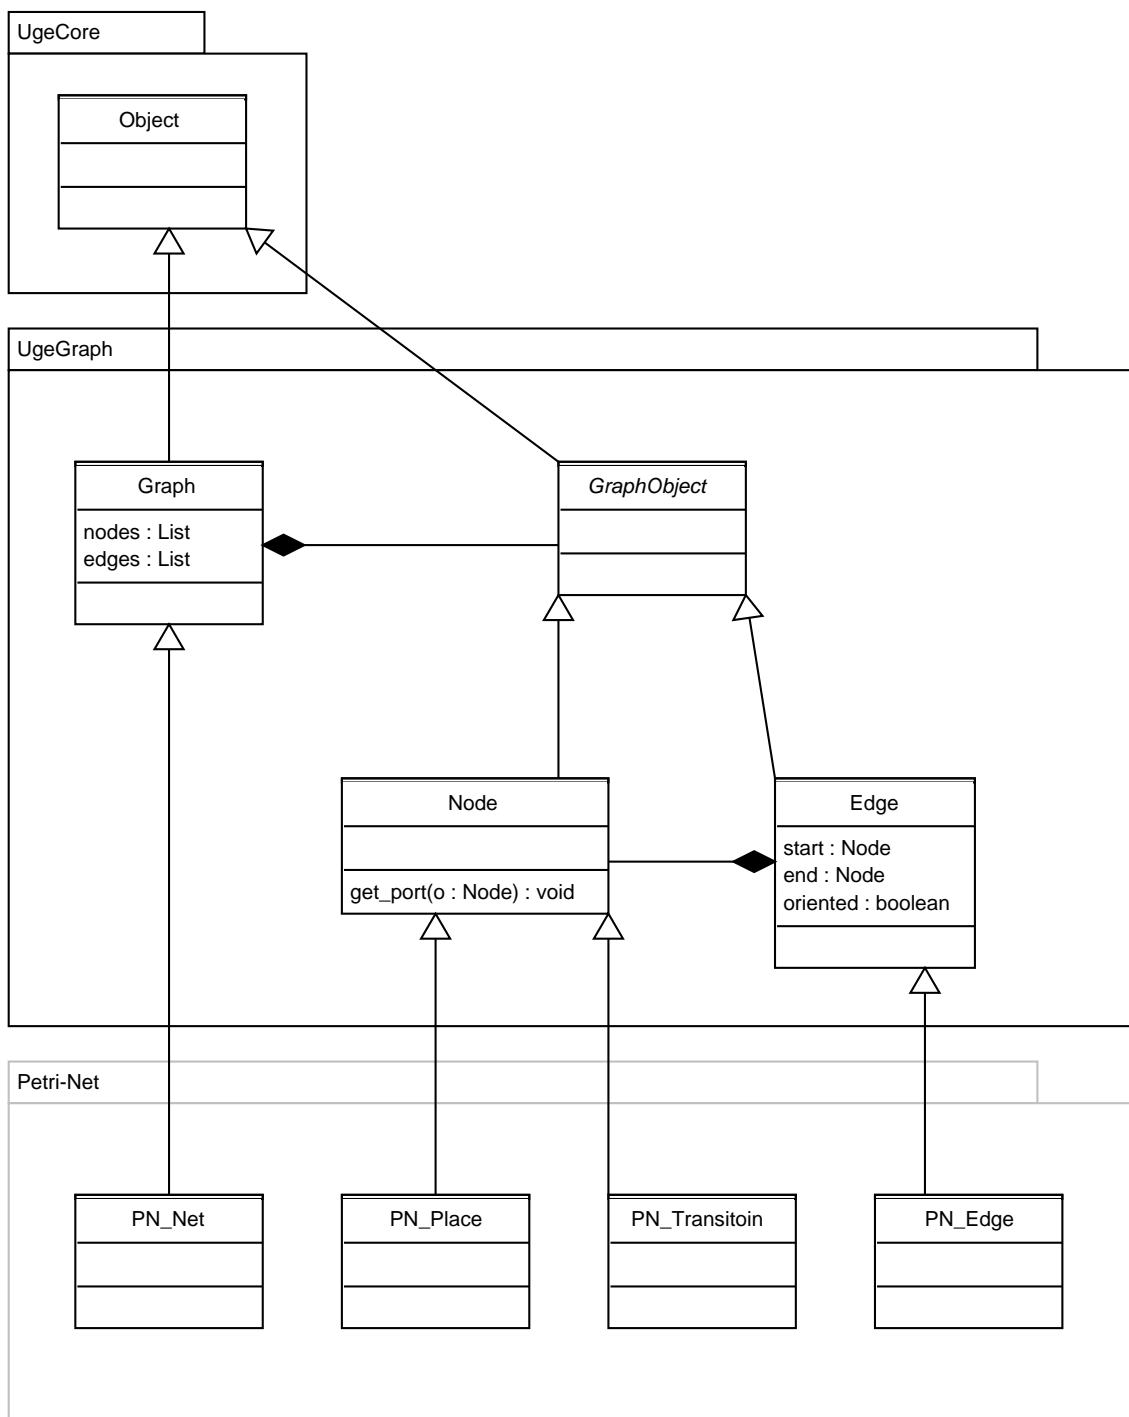 UgeCore
Object
UgeGraph
Graph
nodes : List
edges : List
GraphObject
Node
get_port(o : Node) : void
Edge
start : Node
end : Node
oriented : boolean
Petri-Net
PN_Net
PN_Place
PN_Transitoin
PN_Edge